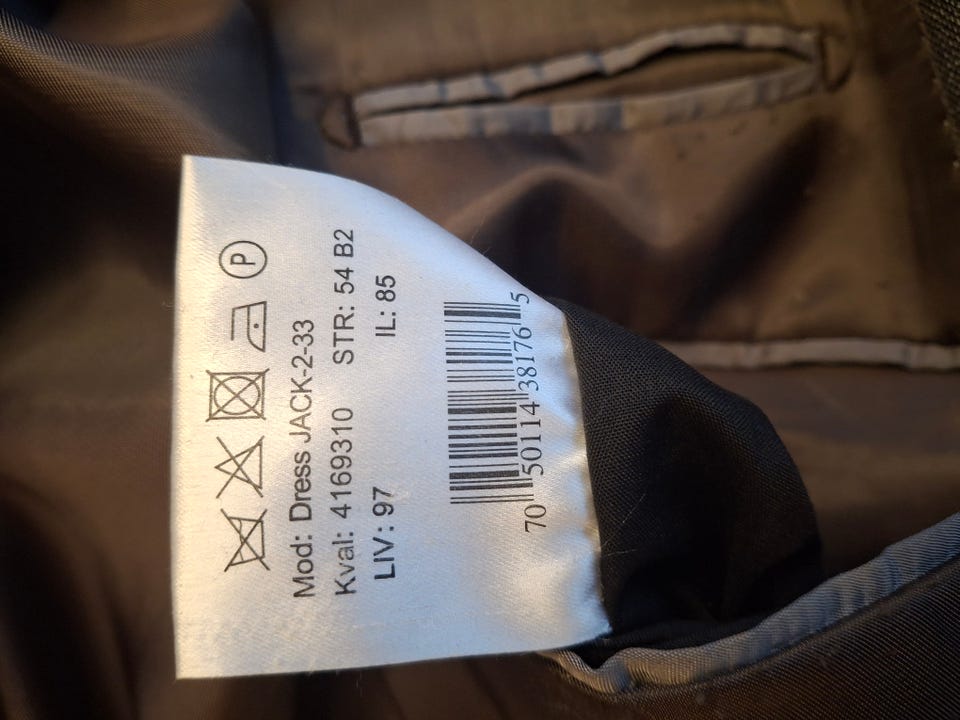 P
Mod: Dress JACK-2-33
Kval: 4169310 STR: 54 B2
LIV: 97 IL: 85
70 50114 38176 5